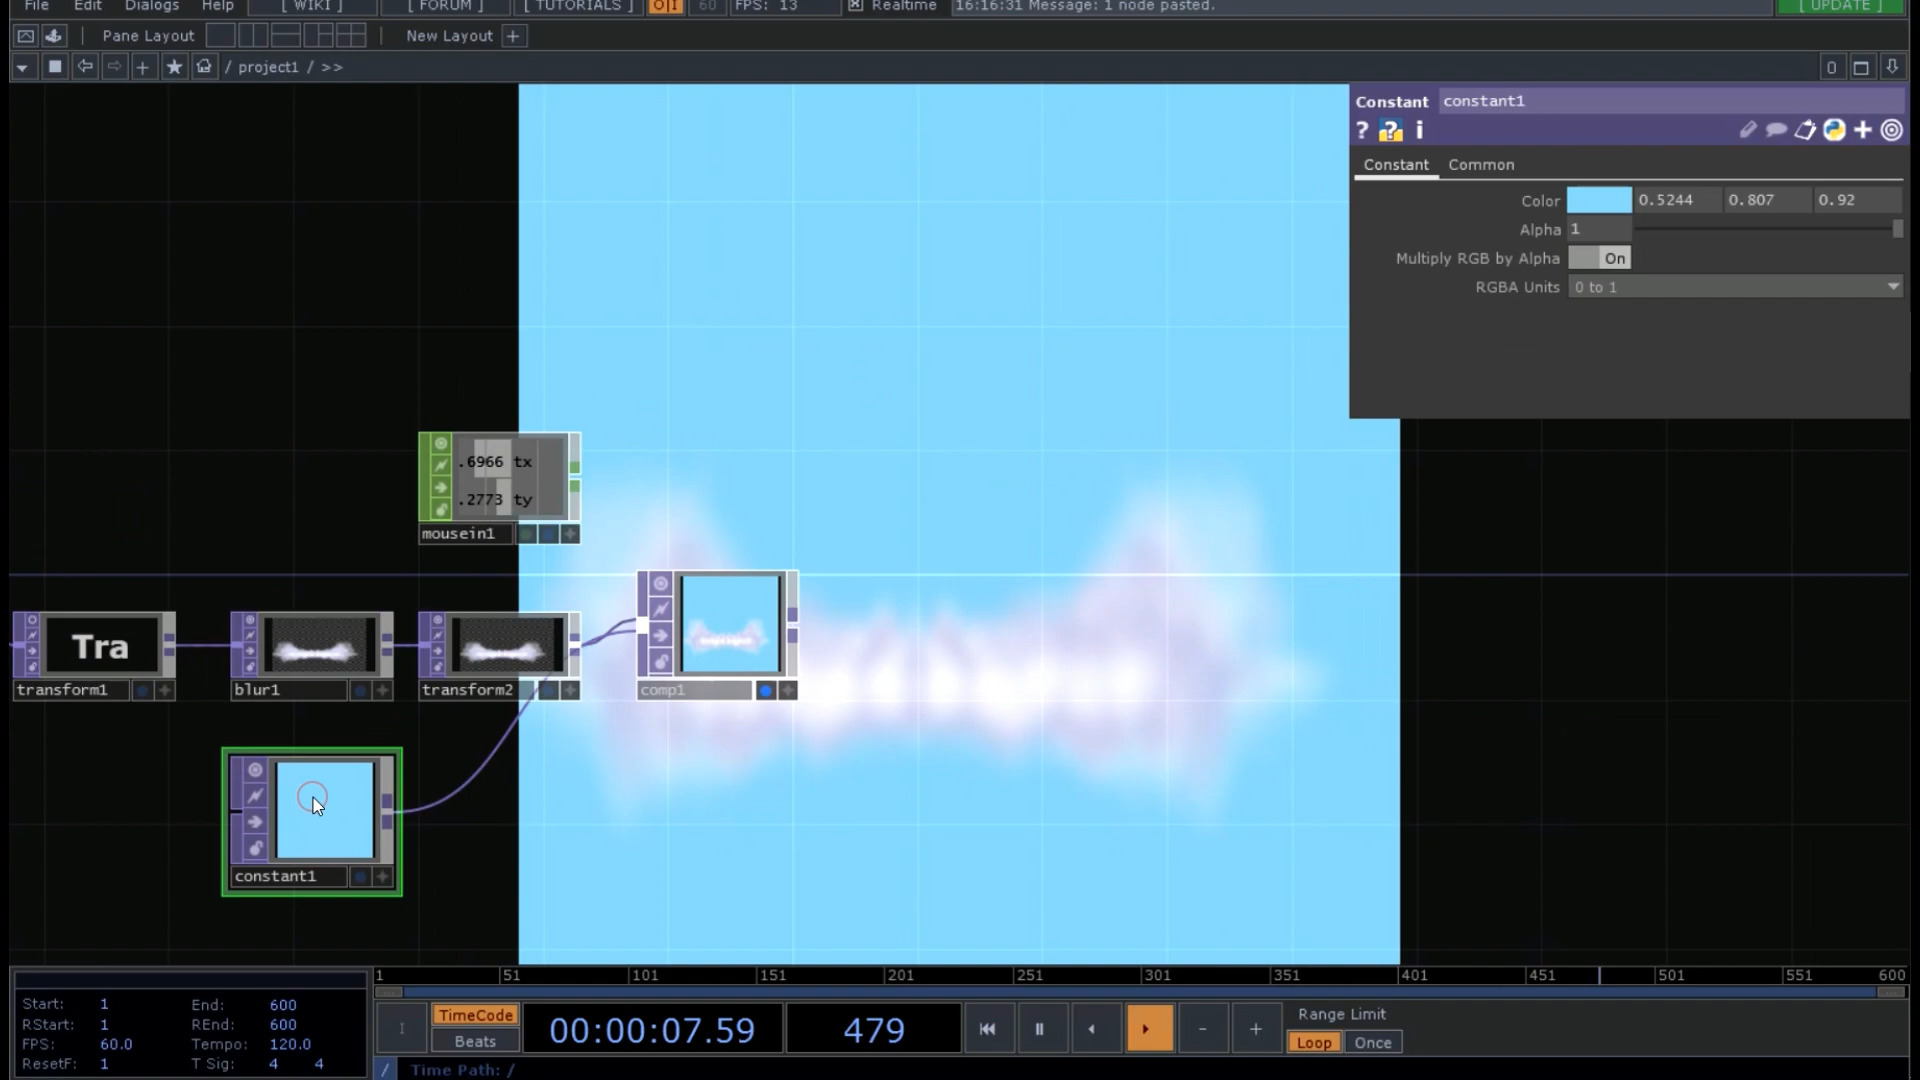 File Edit Dialogs Help [ WIKI ] [ FORUM ] [ TUTORIALS ] O|I 60 FPS: 13 Realtime 16:16:31 Message: 1 node pasted. [ UPDATE ]
Pane Layout New Layout +
/ project1 / >> 0
Constant constant1
? ? i
Constant Common
Color 0.5244 0.807 0.92
Alpha 1
Multiply RGB by Alpha On
RGBA Units 0 to 1
.6966 tx
.2773 ty
mousein1
Tra
transform1 blur1 transform2 comp1
constant1
1 51 101 151 201 251 301 351 401 451 501 551 600
Start: 1 End: 600
RStart: 1 REnd: 600
FPS: 60.0 Tempo: 120.0
ResetF: 1 T Sig: 4 4
TimeCode
Beats
00:00:07.59 479
- +
Range Limit
Loop Once
/ Time Path: /